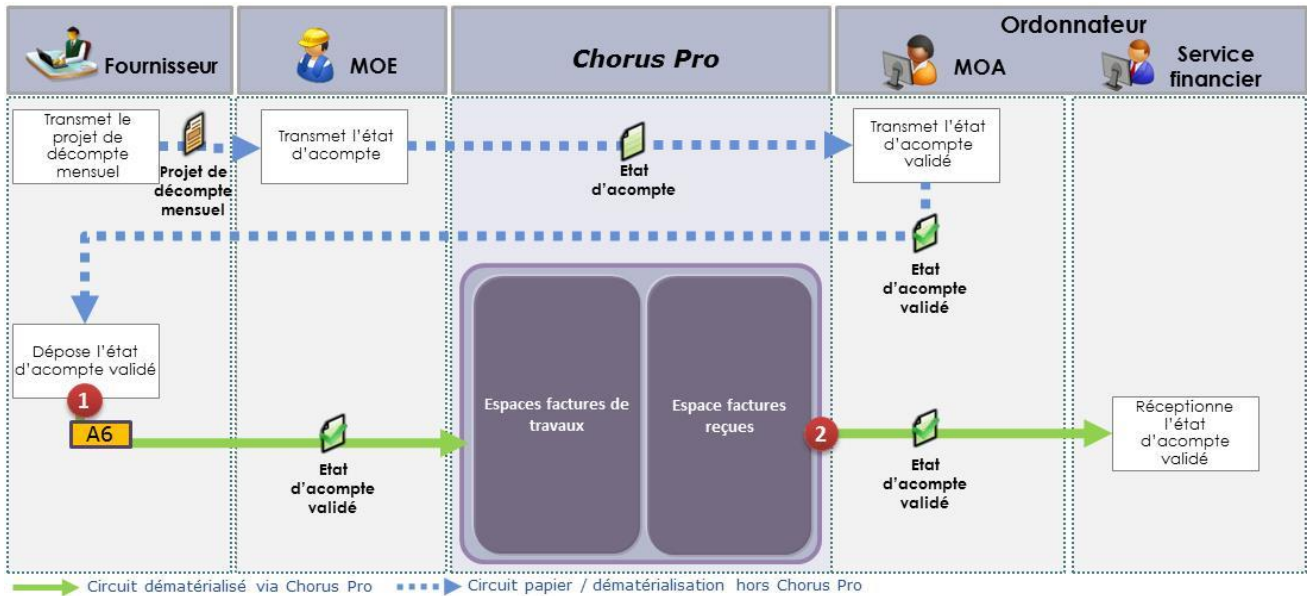 Fournisseur
MOE
Chorus Pro
Ordonnateur
MOA
Service
financier
Transmet le
projet de
décompte
mensuel
Projet de
décompte
mensuel
Transmet l'état
d'acompte
Etat
d'acompte
Transmet l'état
d'acompte
validé
Etat
d'acompte
validé
Dépose l'état
d'acompte validé
1
A6
Etat
d'acompte
validé
Espaces factures de
travaux
Espace factures
reçues
2
Etat
d'acompte
validé
Réceptionne
l'état
d'acompte
validé
Circuit dématérialisé via Chorus Pro
Circuit papier / dématérialisation hors Chorus Pro